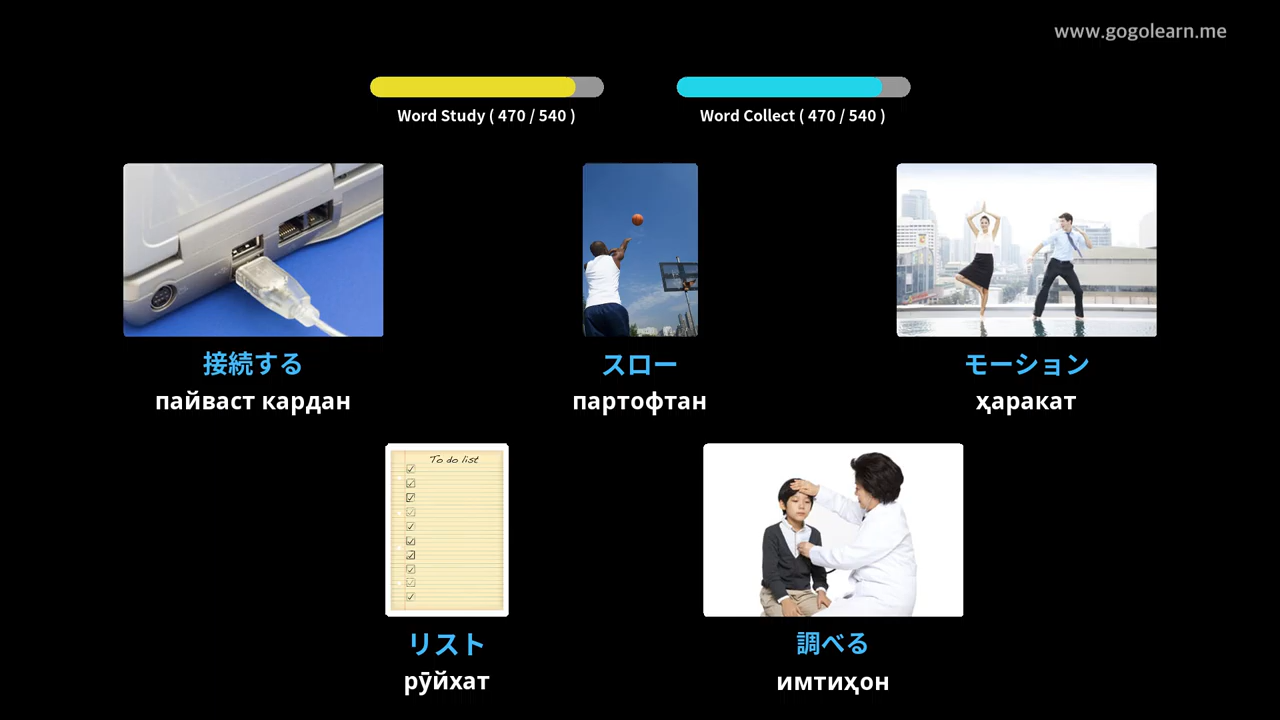 www.gogolearn.me
Word Study ( 470 / 540 )
Word Collect ( 470 / 540 )
接続する
пайваст кардан
スロー
партофтан
モーション
ҳаракат
To do list
リスト
рӯйхат
調べる
имтиҳон